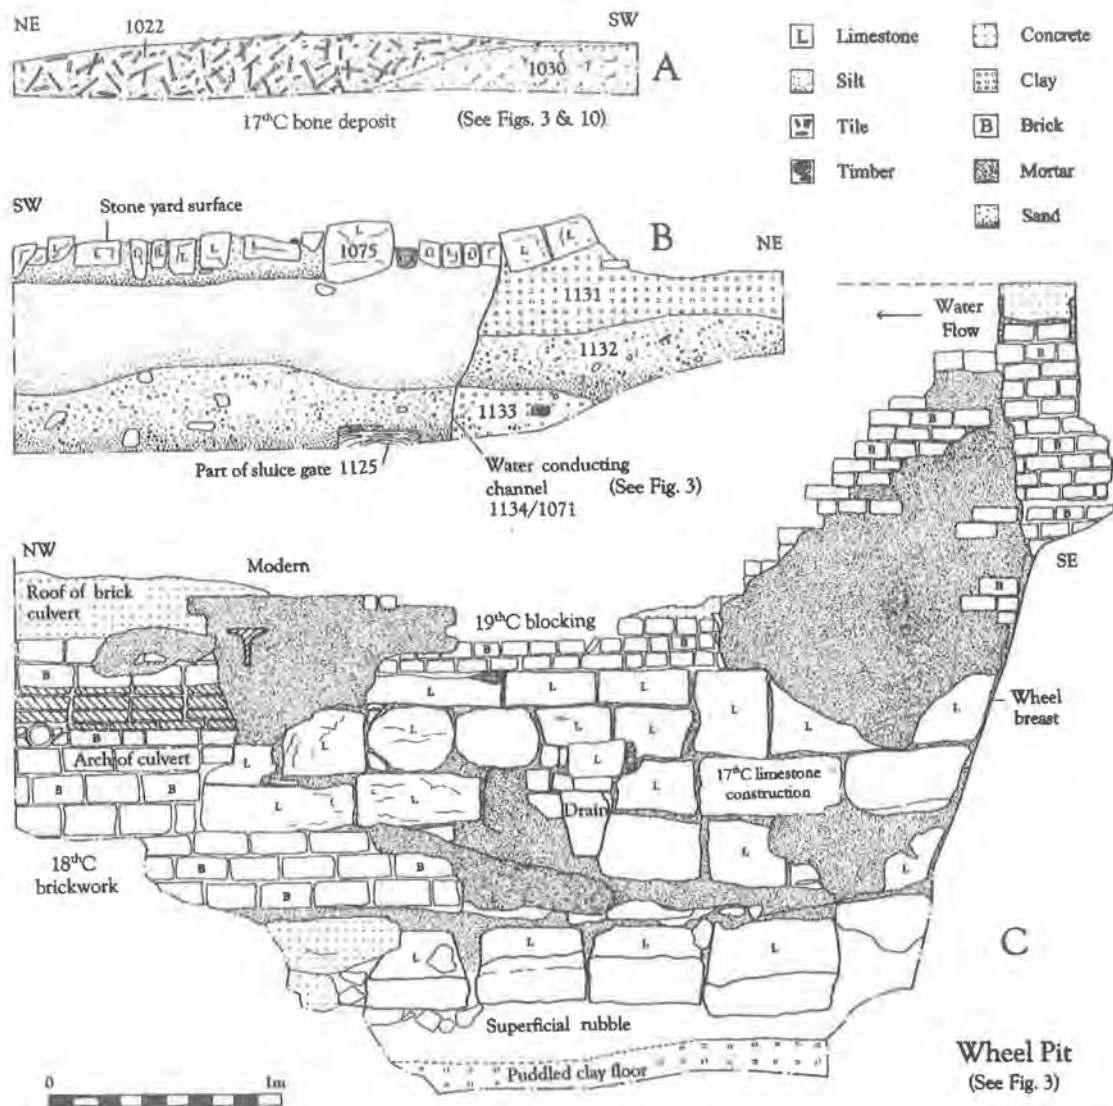 NE
1022
SW
1030
A
17thC bone deposit
(See Figs. 3 & 10)
L Limestone
Silt
Tile
Timber
Concrete
Clay
B Brick
Mortar
Sand
SW
Stone yard surface
B
NE
L
L
L
L
L
1075
L
L
1131
1132
1133
Part of sluice gate 1125
Water conducting
channel
1134/1071
(See Fig. 3)
Water
Flow
B
B
B
B
B
SE
NW
Modern
Roof of brick
culvert
19thC blocking
B
B
B
L
L
L
L
L
L
Wheel
breast
L
L
L
L
B
Arch of culvert
L
L
17thC limestone
construction
B
B
L
L
Drain
L
L
18thC
brickwork
B
B
B
L
L
L
L
C
Superficial rubble
Puddled clay floor
Wheel Pit
(See Fig. 3)
0
1m